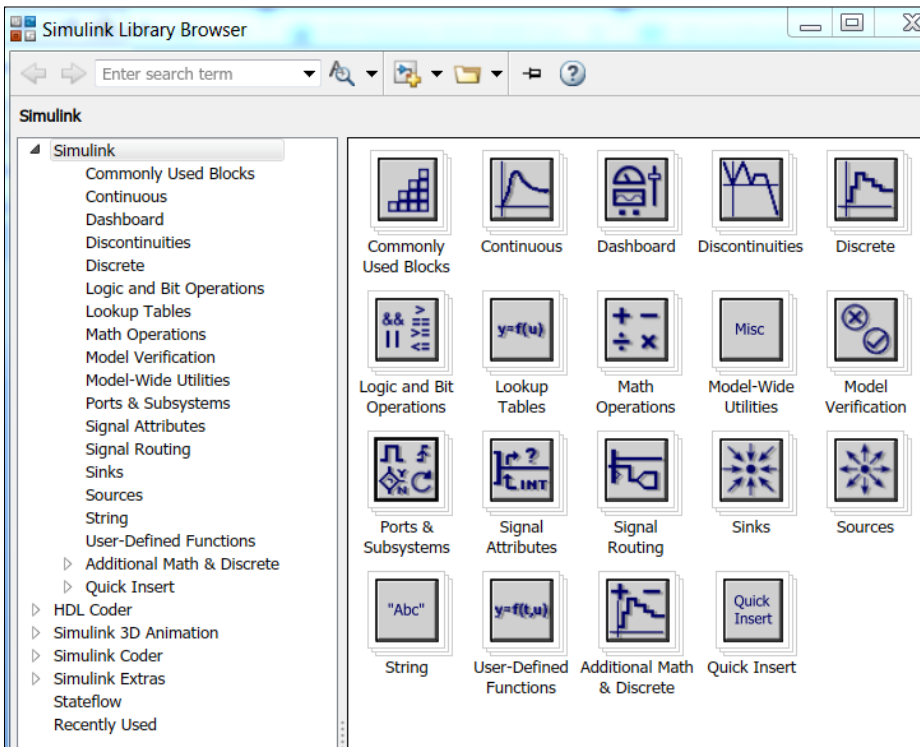 Simulink Library Browser
Enter search term
Simulink
Simulink
Commonly Used Blocks
Continuous
Dashboard
Discontinuities
Discrete
Logic and Bit Operations
Lookup Tables
Math Operations
Model Verification
Model-Wide Utilities
Ports & Subsystems
Signal Attributes
Signal Routing
Sinks
Sources
String
User-Defined Functions
Additional Math & Discrete
Quick Insert
HDL Coder
Simulink 3D Animation
Simulink Coder
Simulink Extras
Stateflow
Recently Used
Commonly
Used Blocks
Continuous
Dashboard
Discontinuities
Discrete
&& >
==
|| >=
<=
Logic and Bit
Operations
y=f(u)
Lookup
Tables
+ −
÷ ×
Math
Operations
Misc
Model-Wide
Utilities
Model
Verification
Y
N
Ports &
Subsystems
?
INT
Signal
Attributes
Signal
Routing
Sinks
Sources
"Abc"
String
y=f(t,u)
User-Defined
Functions
+ −
Additional Math
& Discrete
Quick
Insert
Quick Insert